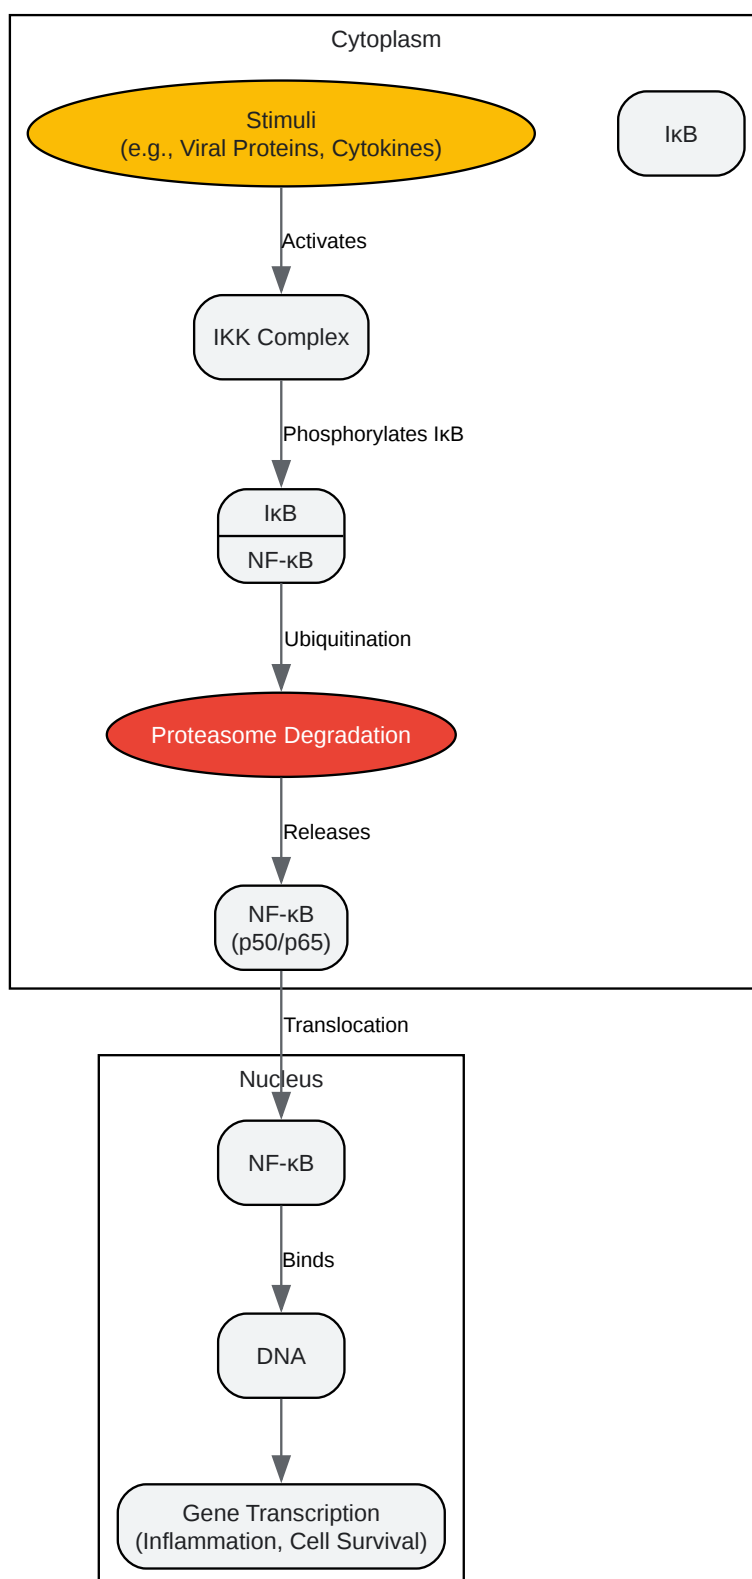 Cytoplasm
Stimuli
(e.g., Viral Proteins, Cytokines)
IκB
Activates
IKK Complex
Phosphorylates IκB
IκB
NF-κB
Ubiquitination
Proteasome Degradation
Releases
NF-κB
(p50/p65)
Translocation
Nucleus
NF-κB
Binds
DNA
Gene Transcription
(Inflammation, Cell Survival)